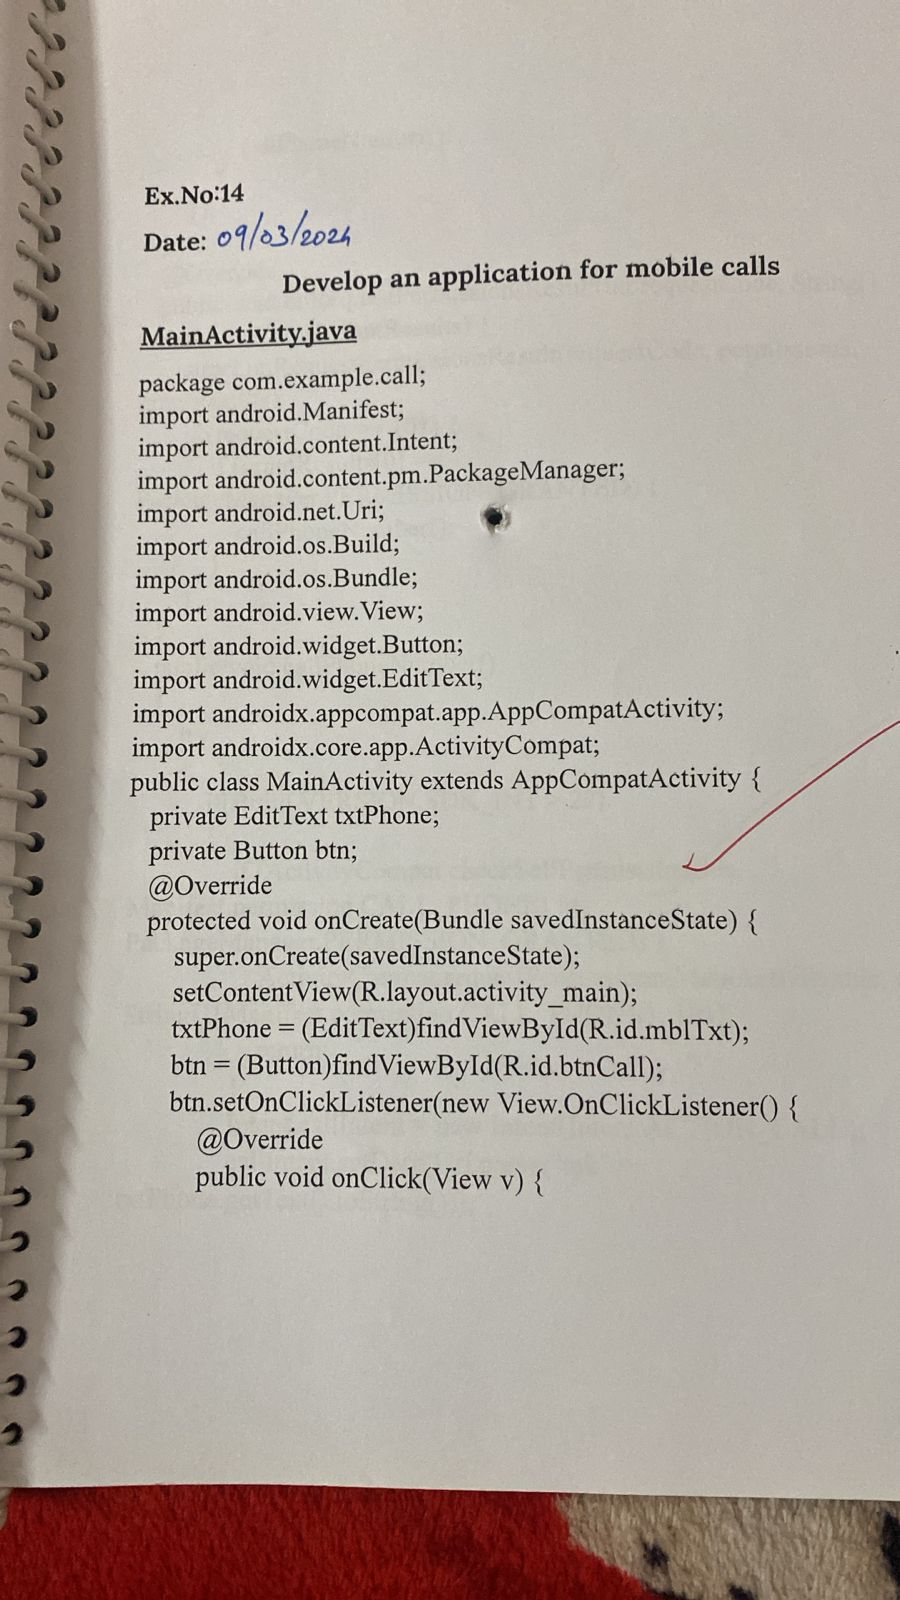 Ex.No:14
Date: 09/03/2024
Develop an application for mobile calls
MainActivity.java
package com.example.call;
import android.Manifest;
import android.content.Intent;
import android.content.pm.PackageManager;
import android.net.Uri;
import android.os.Build;
import android.os.Bundle;
import android.view.View;
import android.widget.Button;
import android.widget.EditText;
import androidx.appcompat.app.AppCompatActivity;
import androidx.core.app.ActivityCompat;
public class MainActivity extends AppCompatActivity {
private EditText txtPhone;
private Button btn;
@Override
protected void onCreate(Bundle savedInstanceState) {
super.onCreate(savedInstanceState);
setContentView(R.layout.activity_main);
txtPhone = (EditText)findViewById(R.id.mblTxt);
btn = (Button)findViewById(R.id.btnCall);
btn.setOnClickListener(new View.OnClickListener() {
@Override
public void onClick(View v) {